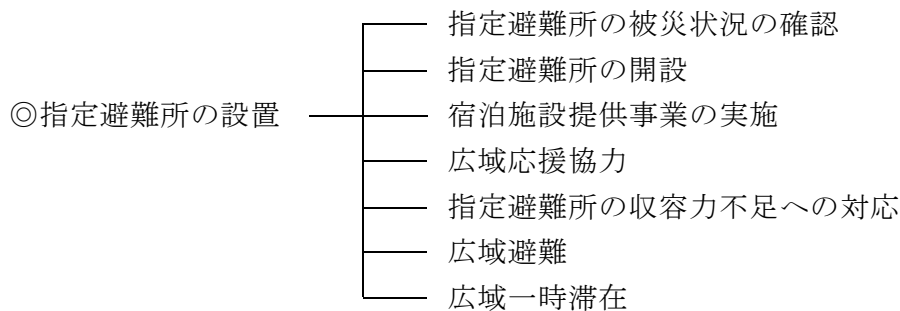 指定避難所の被災状況の確認
指定避難所の開設
◎指定避難所の設置
宿泊施設提供事業の実施
広域応援協力
指定避難所の収容力不足への対応
広域避難
広域一時滞在